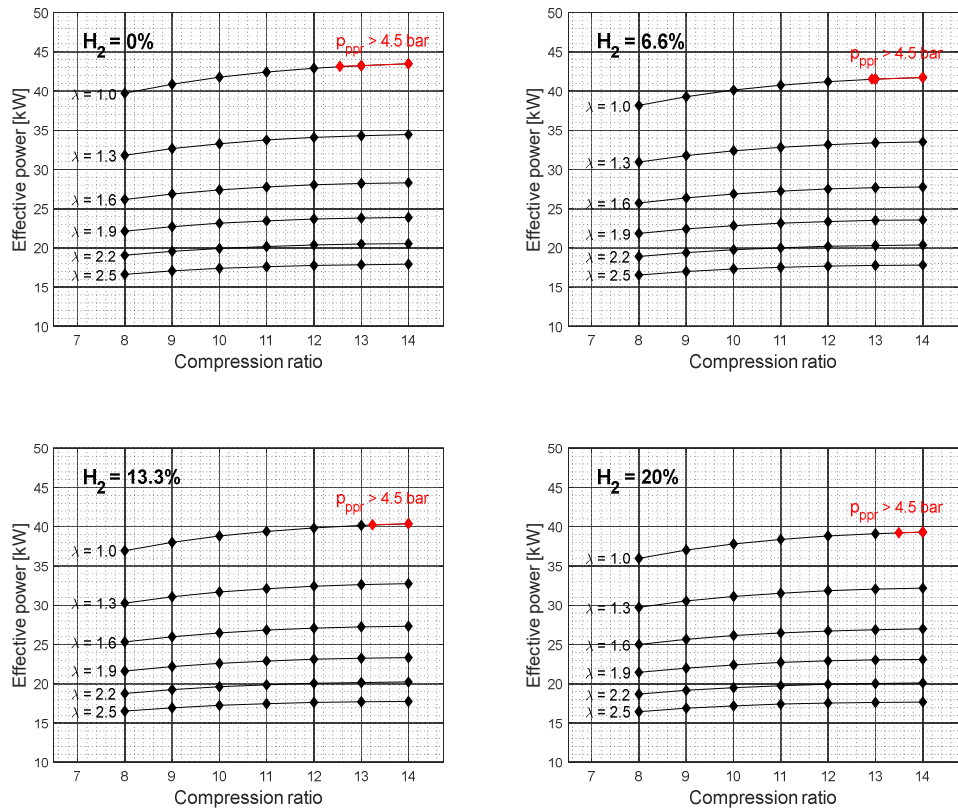 H2 = 0%
pppr > 4.5 bar
50
45
40
35
30
25
20
15
10
Effective power [kW]
λ = 1.0
λ = 1.3
λ = 1.6
λ = 1.9
λ = 2.2
λ = 2.5
7 8 9 10 11 12 13 14
Compression ratio
H2 = 6.6%
pppr > 4.5 bar
50
45
40
35
30
25
20
15
10
Effective power [kW]
λ = 1.0
λ = 1.3
λ = 1.6
λ = 1.9
λ = 2.2
λ = 2.5
7 8 9 10 11 12 13 14
Compression ratio
H2 = 13.3%
pppr > 4.5 bar
50
45
40
35
30
25
20
15
10
Effective power [kW]
λ = 1.0
λ = 1.3
λ = 1.6
λ = 1.9
λ = 2.2
λ = 2.5
7 8 9 10 11 12 13 14
Compression ratio
H2 = 20%
pppr > 4.5 bar
50
45
40
35
30
25
20
15
10
Effective power [kW]
λ = 1.0
λ = 1.3
λ = 1.6
λ = 1.9
λ = 2.2
λ = 2.5
7 8 9 10 11 12 13 14
Compression ratio